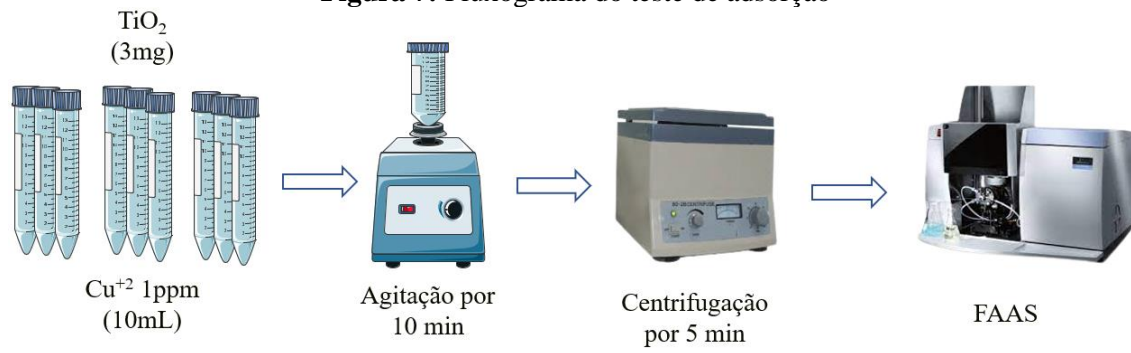 TiO₂
(3mg)
Cu⁺² 1ppm
(10mL)
Agitação por
10 min
Centrifugação
por 5 min
FAAS